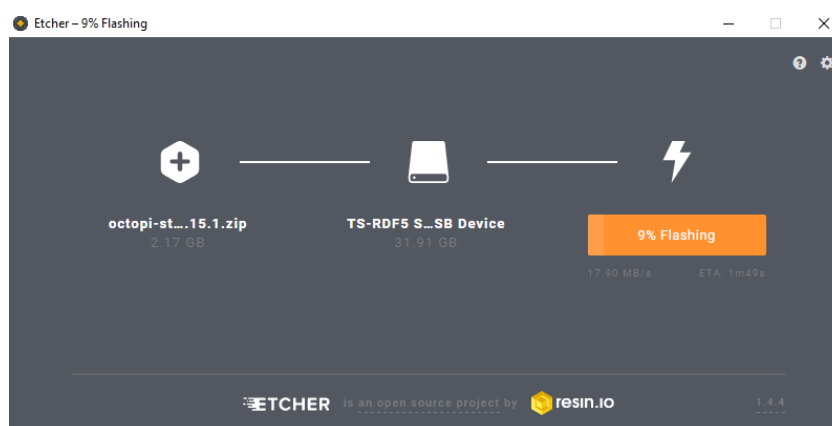 Etcher – 9% Flashing
octopi-st....15.1.zip
2.17 GB
TS-RDF5 S...SB Device
31.91 GB
9% Flashing
17.90 MB/s ETA: 1m49s
ETCHER is an open source project by resin.io
1.4.4